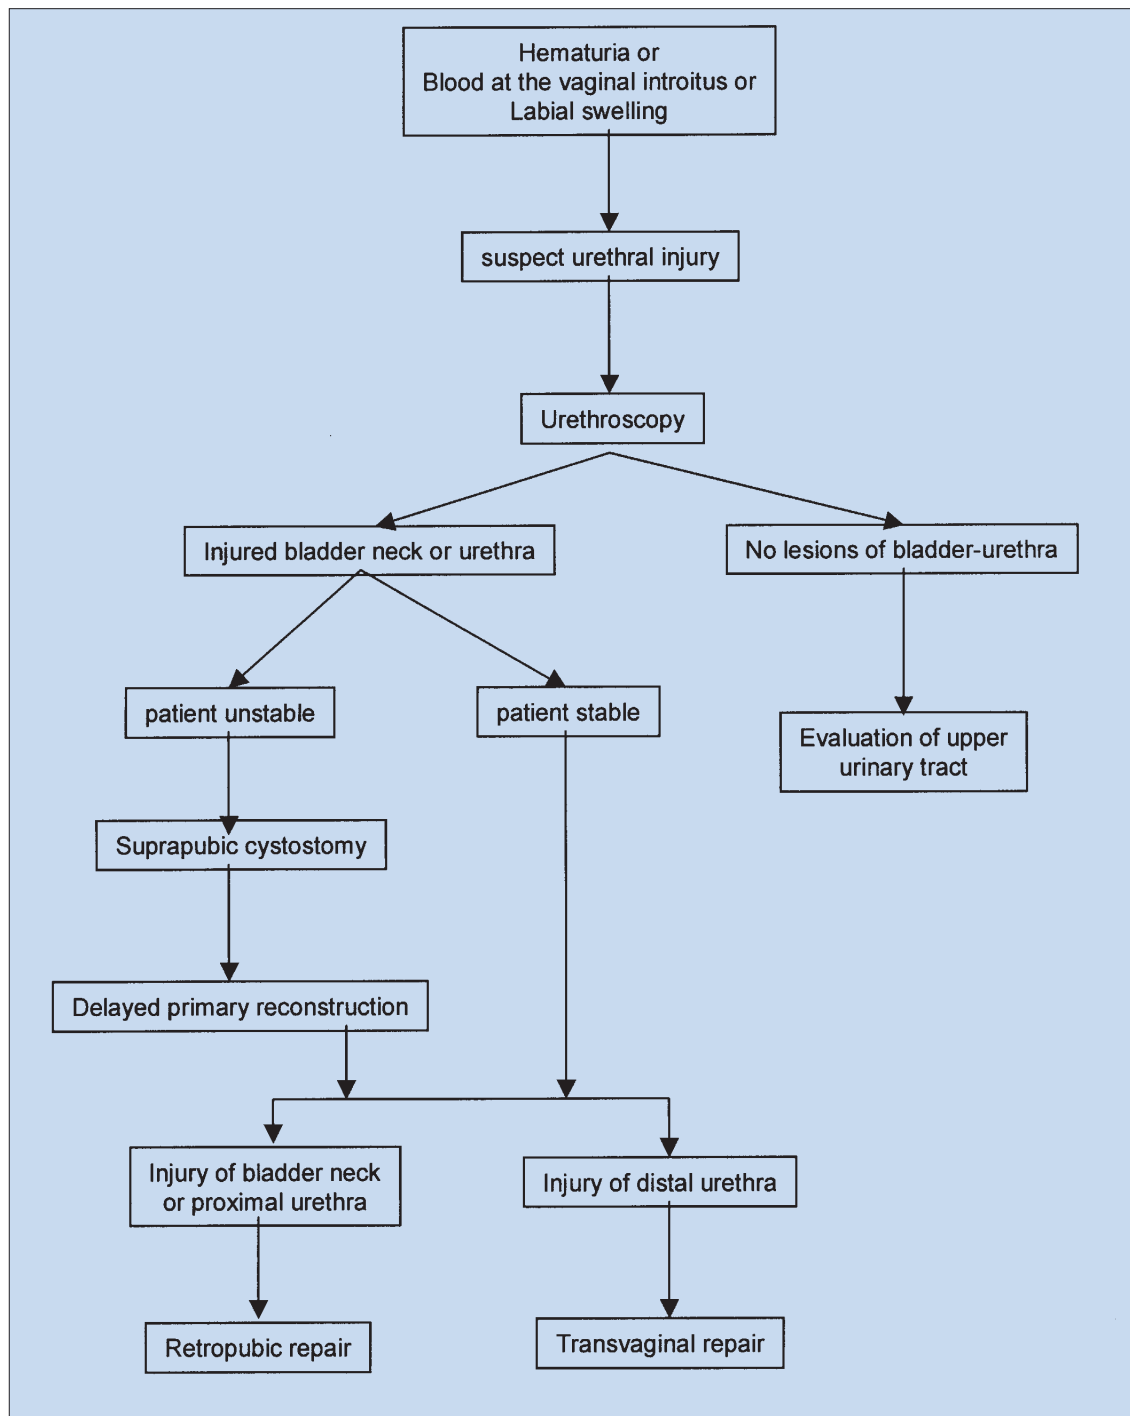 Hematuria or
Blood at the vaginal introitus or
Labial swelling
suspect urethral injury
Urethroscopy
Injured bladder neck or urethra
No lesions of bladder-urethra
patient unstable
patient stable
Evaluation of upper
urinary tract
Suprapubic cystostomy
Delayed primary reconstruction
Injury of bladder neck
or proximal urethra
Injury of distal urethra
Retropubic repair
Transvaginal repair